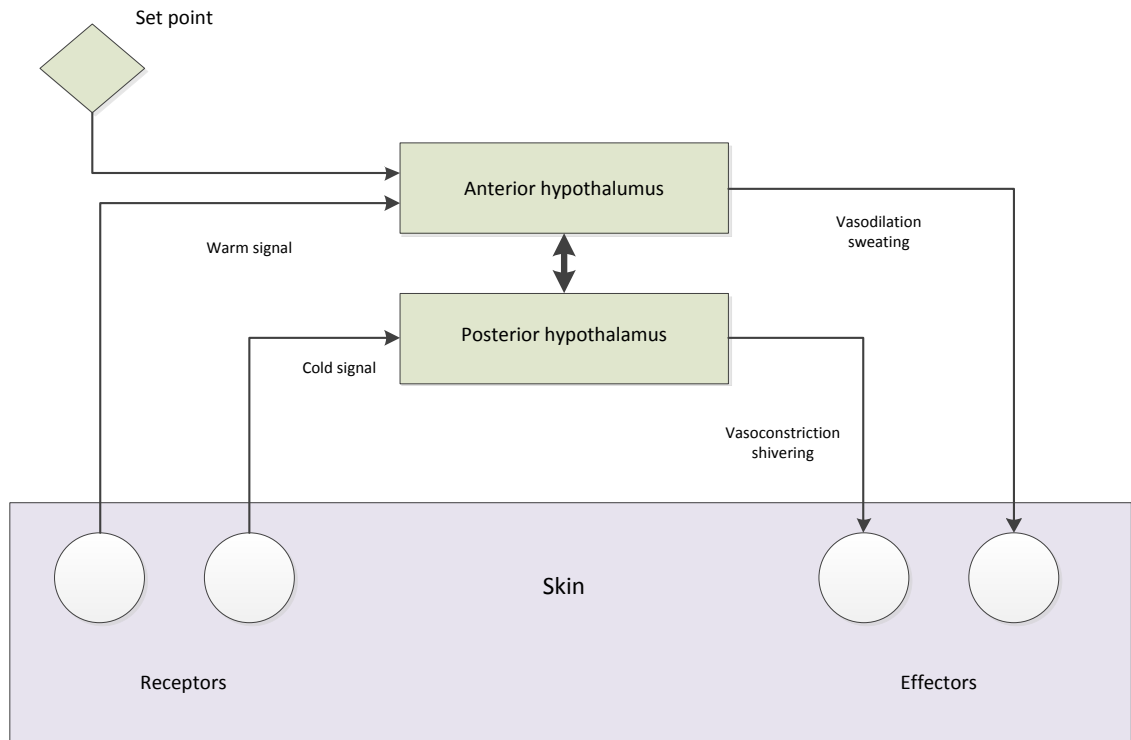 Set point
Anterior hypothalumus
Warm signal
Vasodilation
sweating
Posterior hypothalamus
Cold signal
Vasoconstriction
shivering
Skin
Receptors
Effectors